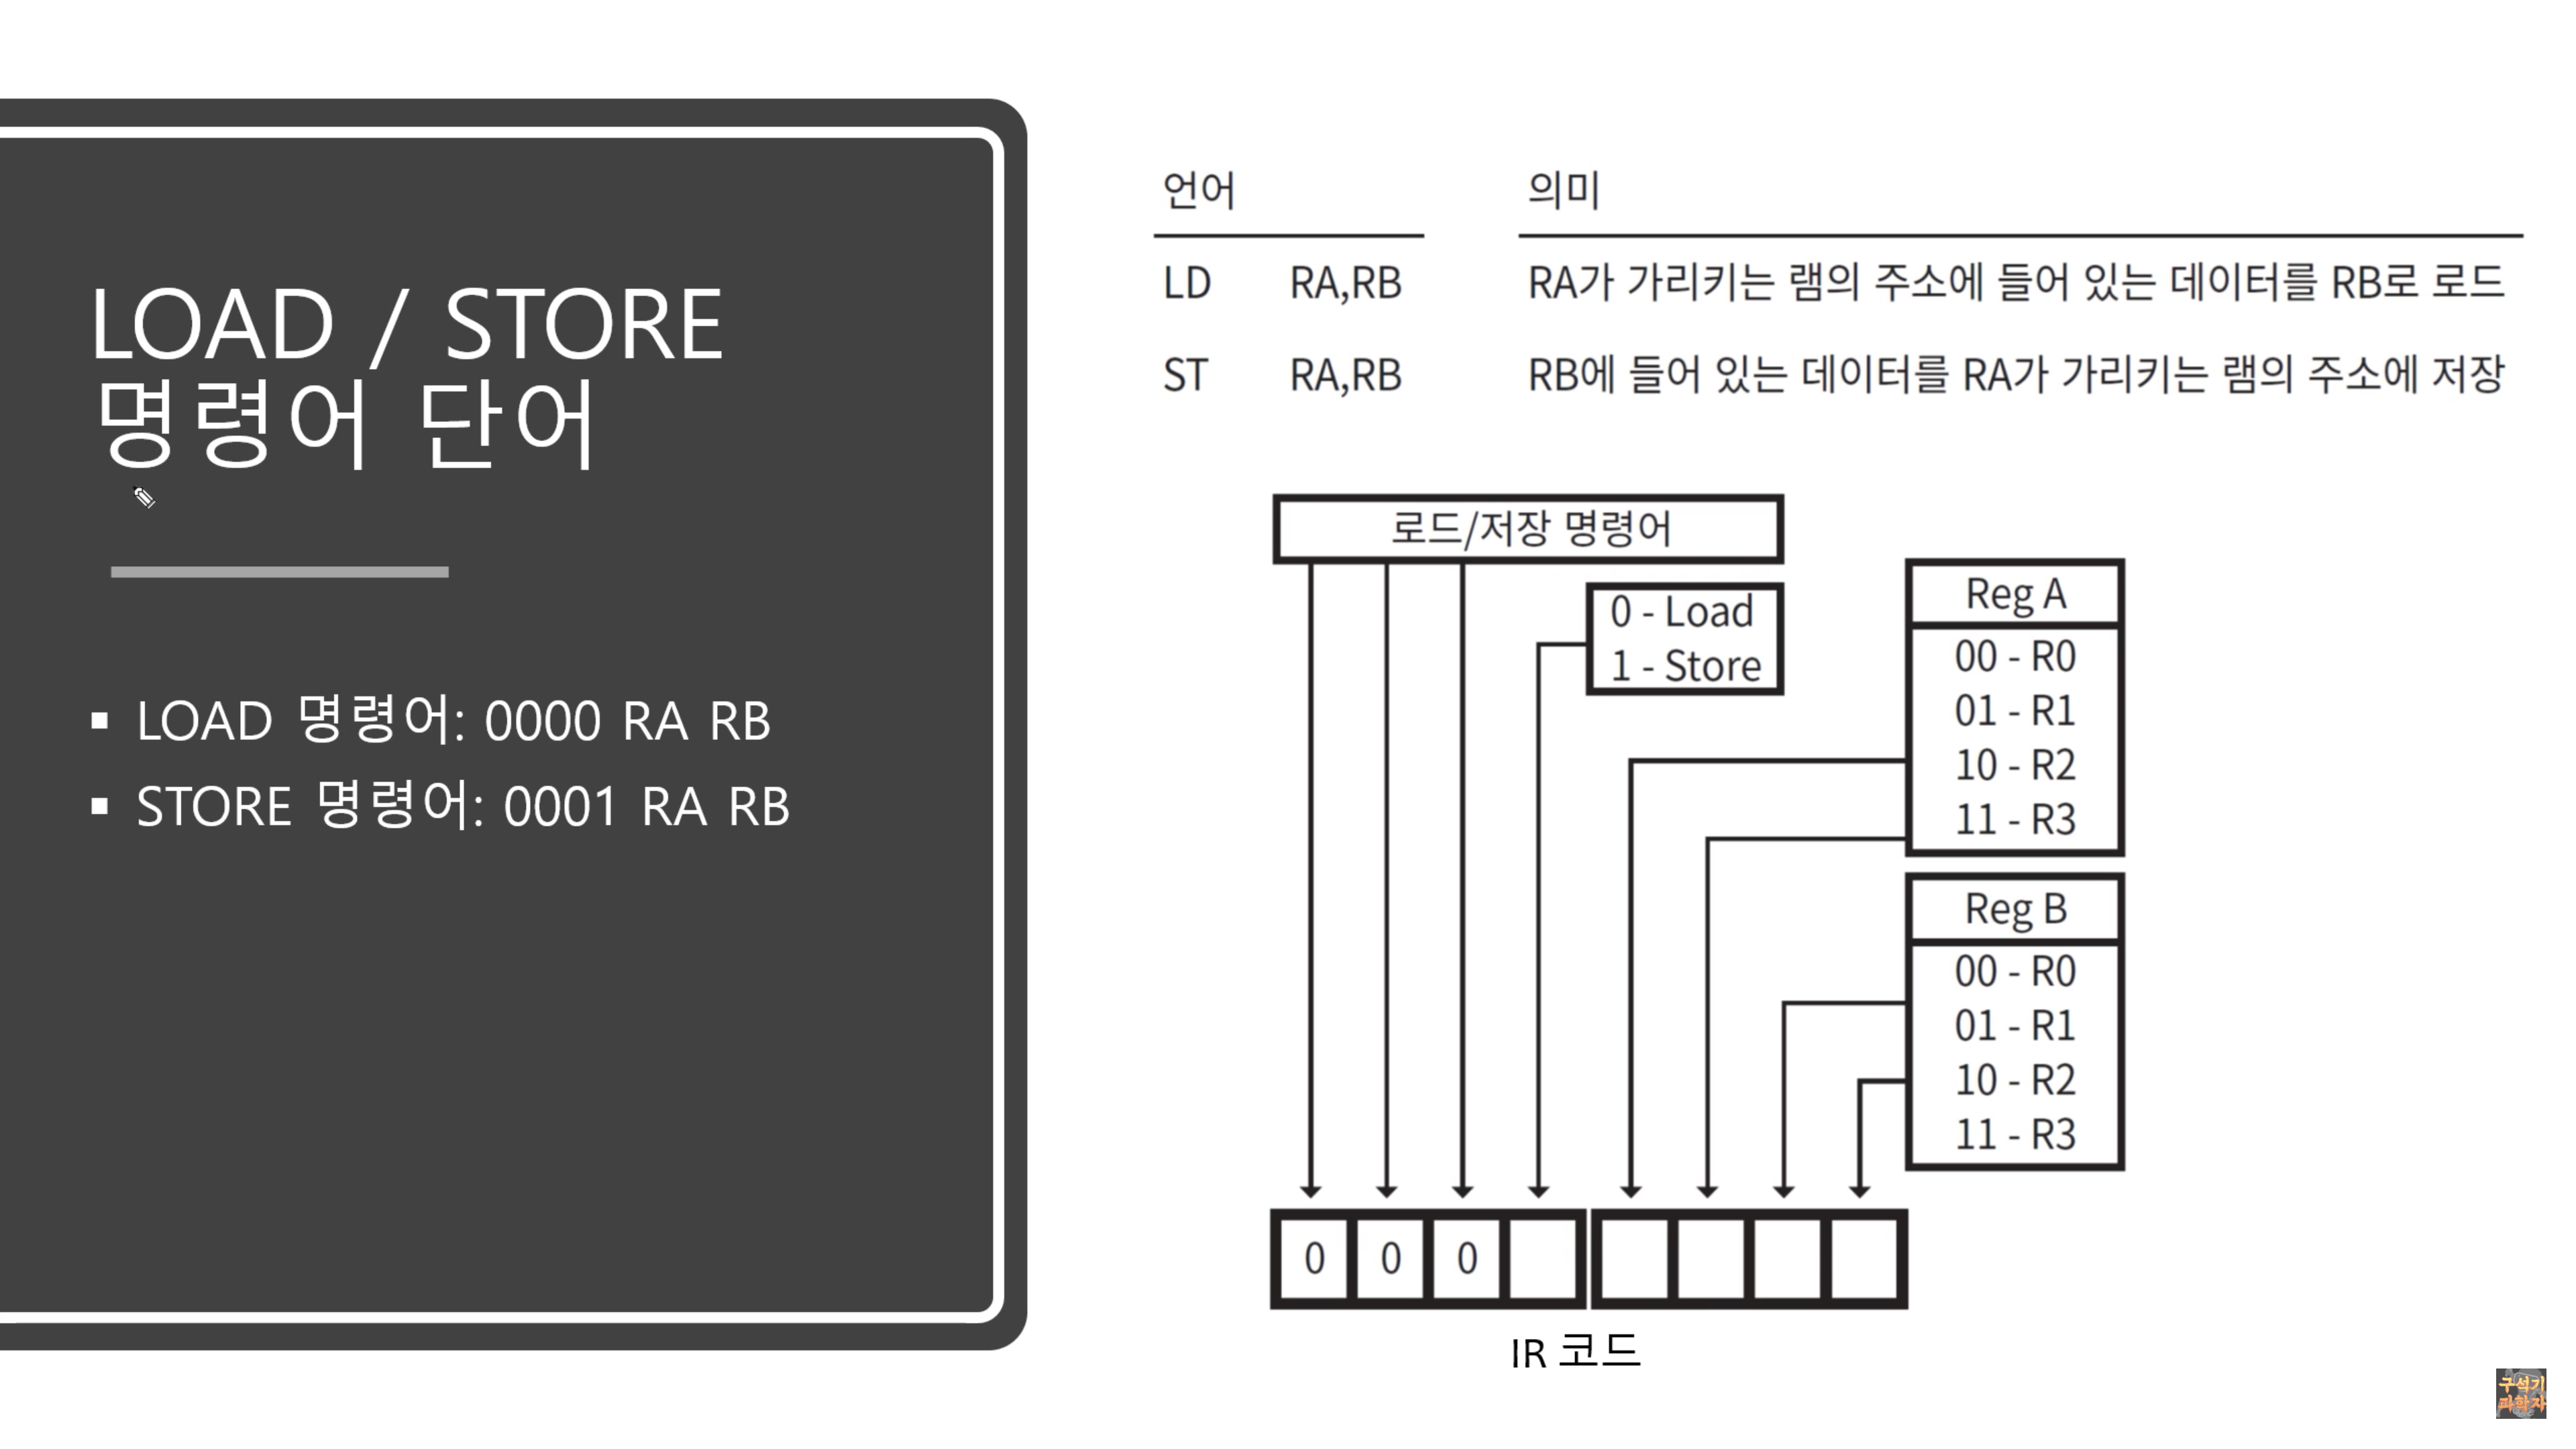 LOAD / STORE
명령어 단어
▪ LOAD 명령어: 0000 RA RB
▪ STORE 명령어: 0001 RA RB
언어 의미
LD RA,RB RA가 가리키는 램의 주소에 들어 있는 데이터를 RB로 로드
ST RA,RB RB에 들어 있는 데이터를 RA가 가리키는 램의 주소에 저장
로드/저장 명령어
0 - Load
1 - Store
Reg A
00 - R0
01 - R1
10 - R2
11 - R3
Reg B
00 - R0
01 - R1
10 - R2
11 - R3
0 0 0
IR 코드
구석기
과학자